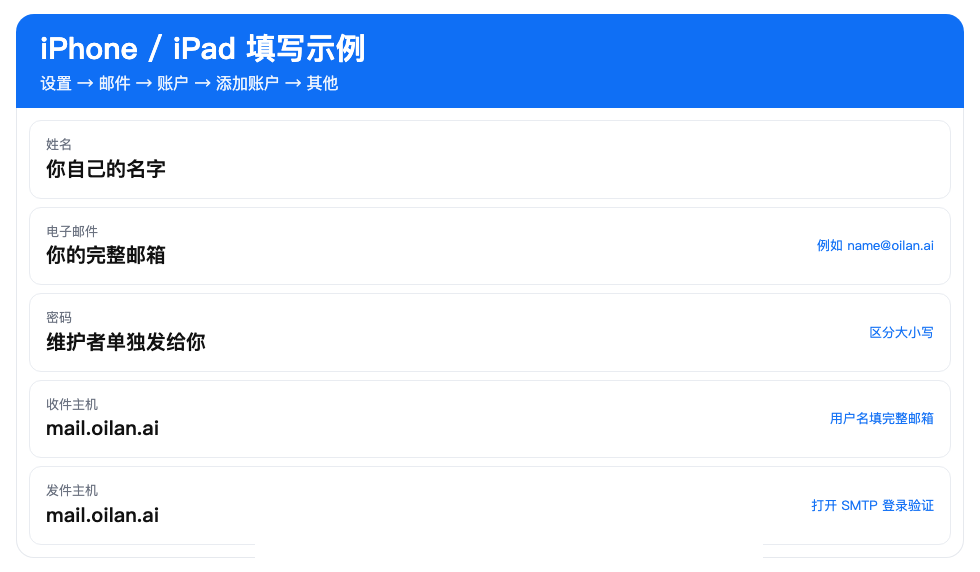 iPhone / iPad 填写示例
设置 → 邮件 → 账户 → 添加账户 → 其他
姓名
你自己的名字
电子邮件
你的完整邮箱
例如 name@oilan.ai
密码
维护者单独发给你
区分大小写
收件主机
mail.oilan.ai
用户名填完整邮箱
发件主机
mail.oilan.ai
打开 SMTP 登录验证